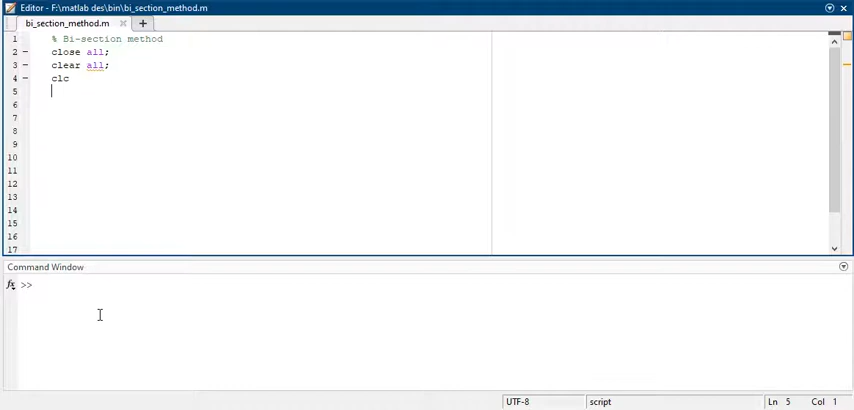 Editor - F:\matlab des\bin\bi_section_method.m
bi_section_method.m
1 % Bi-section method
2 – close all;
3 – clear all;
4 – clc
5
6
7
8
9
10
11
12
13
14
15
16
17
Command Window
fx >>
UTF-8 script Ln 5 Col 1